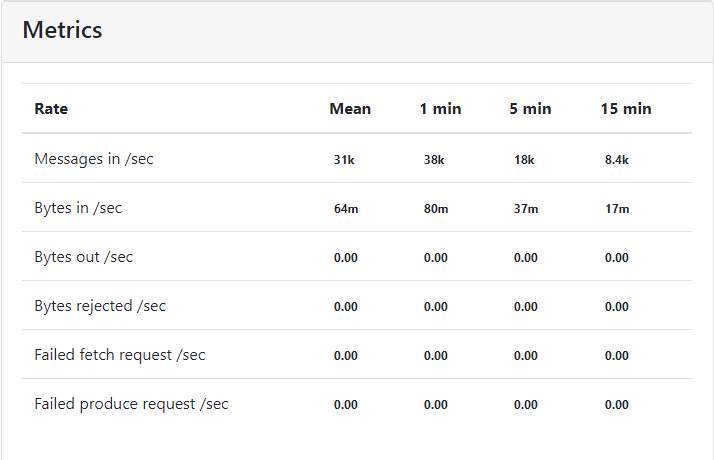 Metrics
Rate Mean 1 min 5 min 15 min
Messages in /sec 31k 38k 18k 8.4k
Bytes in /sec 64m 80m 37m 17m
Bytes out /sec 0.00 0.00 0.00 0.00
Bytes rejected /sec 0.00 0.00 0.00 0.00
Failed fetch request /sec 0.00 0.00 0.00 0.00
Failed produce request /sec 0.00 0.00 0.00 0.00